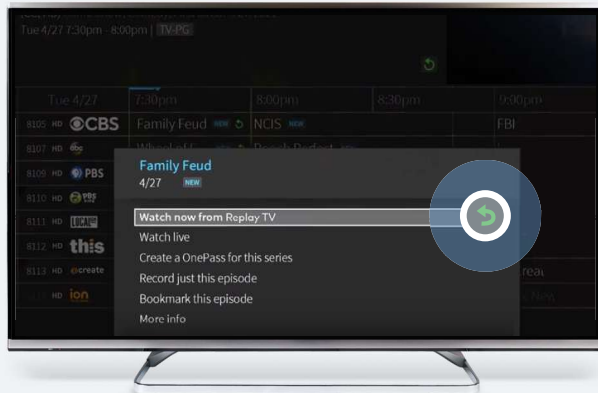 Tue 4/27 7:30pm - 8:00pm | TV-PG
Tue 4/27 7:30pm 8:00pm 8:30pm 9:00pm
8105 HD CBS Family Feud NEW NCIS NEW FBI
8107 HD abc
8109 HD PBS
8110 HD PBS
8111 HD
8112 HD this
8113 HD create
HD ion
Family Feud
4/27 NEW
Watch now from Replay TV
Watch live
Create a OnePass for this series
Record just this episode
Bookmark this episode
More info